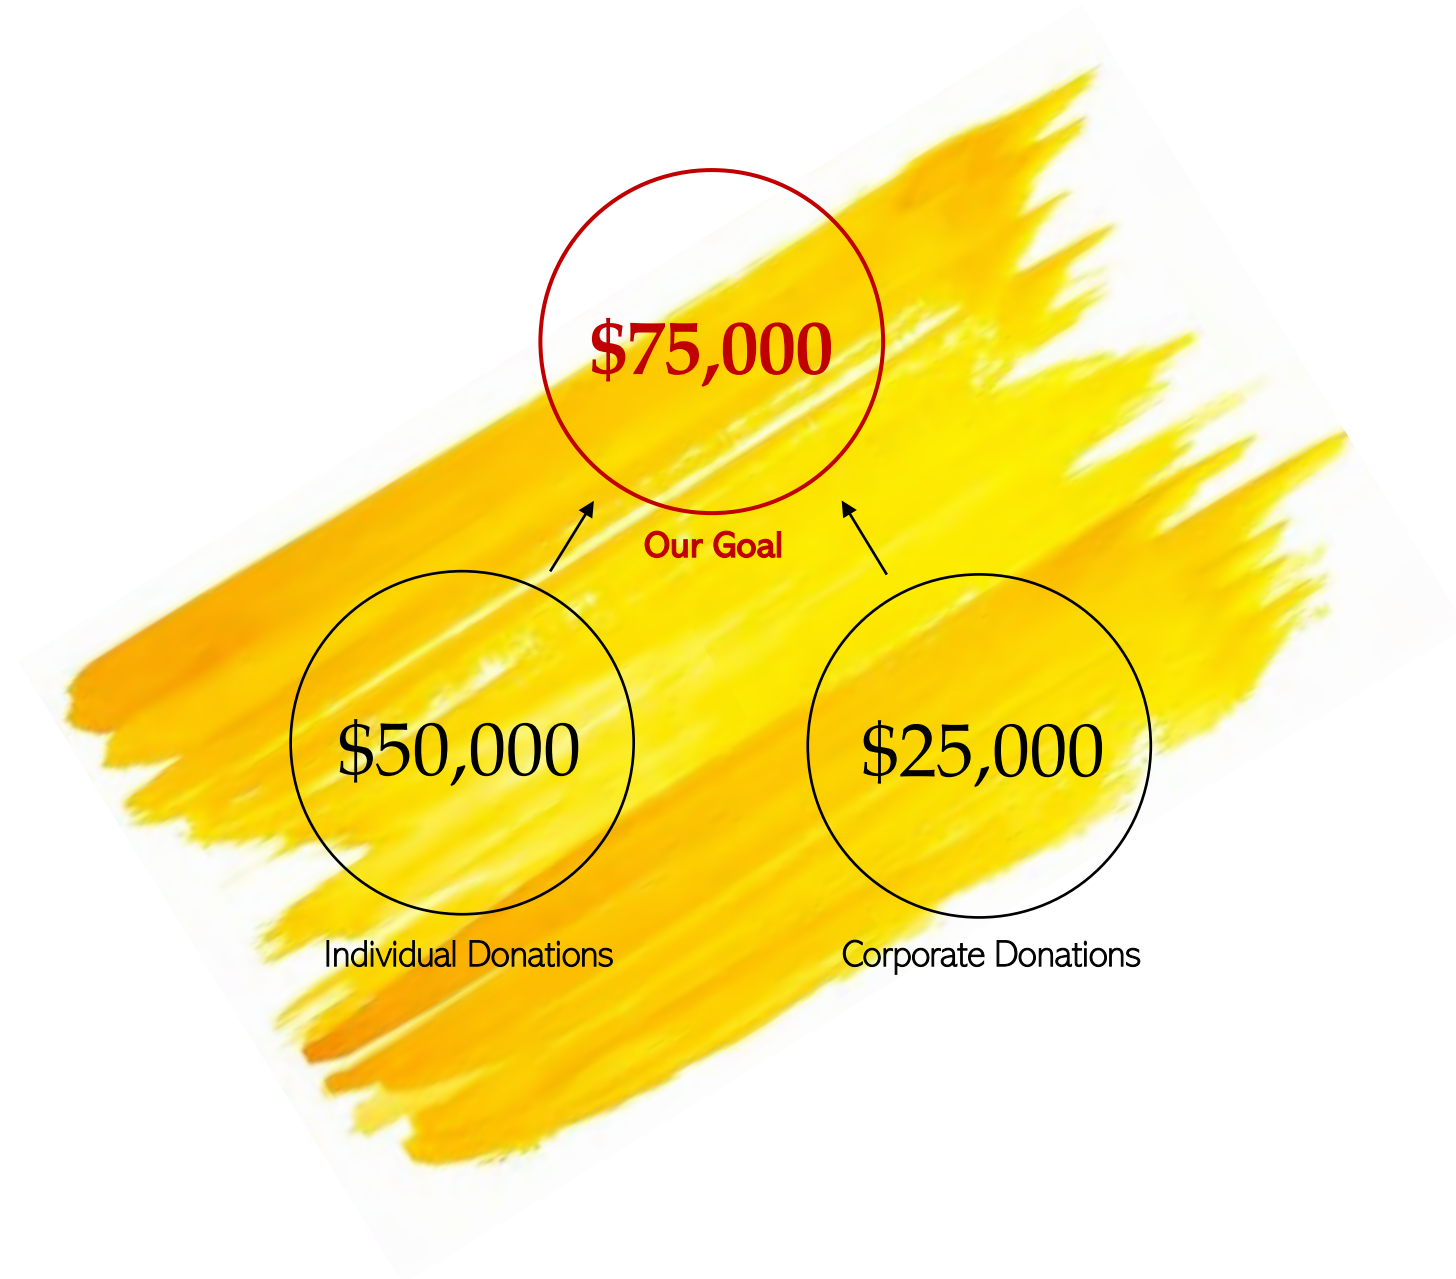 $75,000
Our Goal
$50,000
$25,000
Individual Donations
Corporate Donations